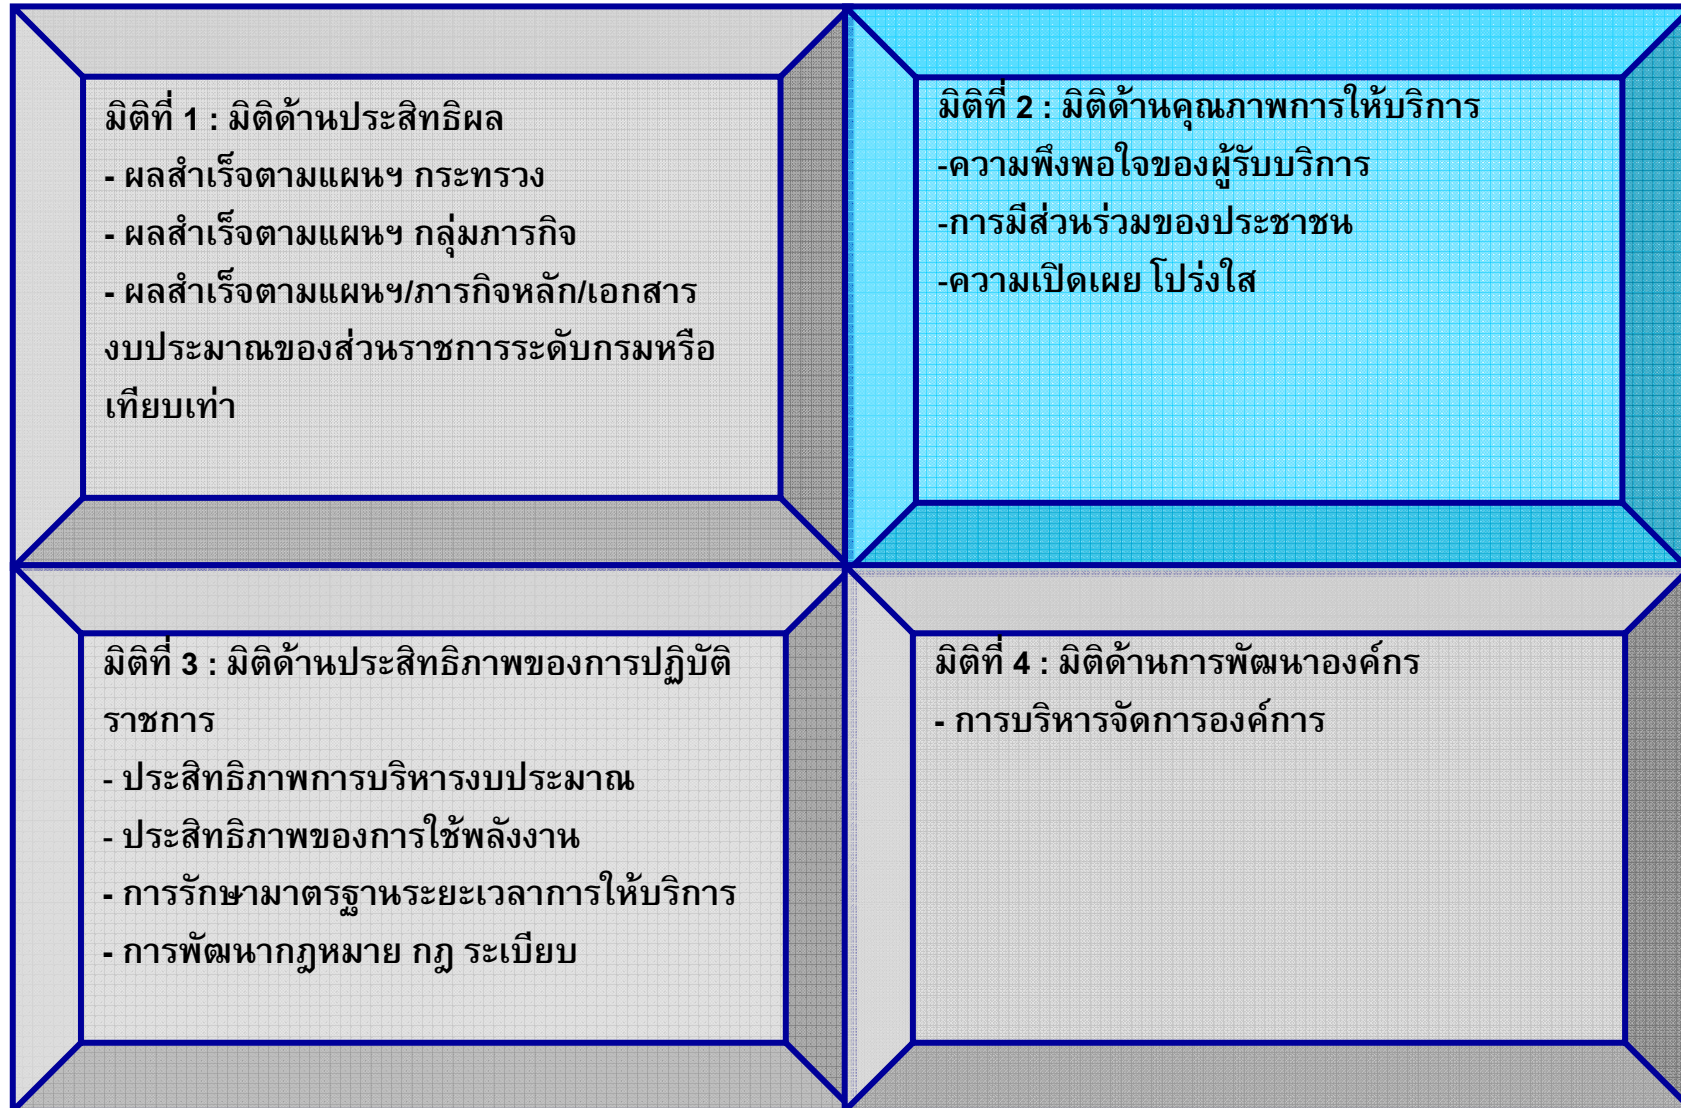 มิติที่ 1 : มิติด้านประสิทธิผล
- ผลสำเร็จตามแผนฯ กระทรวง
- ผลสำเร็จตามแผนฯ กลุ่มภารกิจ
- ผลสำเร็จตามแผนฯ/ภารกิจหลัก/เอกสาร
งบประมาณของส่วนราชการระดับกรมหรือ
เทียบเท่า
มิติที่ 2 : มิติด้านคุณภาพการให้บริการ
-ความพึงพอใจของผู้รับบริการ
-การมีส่วนร่วมของประชาชน
-ความเปิดเผย โปร่งใส
มิติที่ 3 : มิติด้านประสิทธิภาพของการปฏิบัติ
ราชการ
- ประสิทธิภาพการบริหารงบประมาณ
- ประสิทธิภาพของการใช้พลังงาน
- การรักษามาตรฐานระยะเวลาการให้บริการ
- การพัฒนากฎหมาย กฎ ระเบียบ
มิติที่ 4 : มิติด้านการพัฒนาองค์กร
- การบริหารจัดการองค์การ